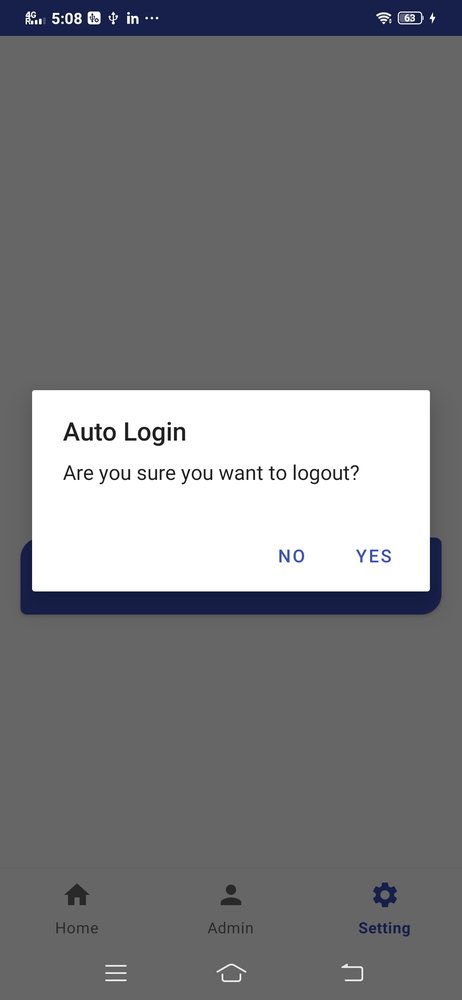 4G
R
5:08 in ...
63
Auto Login
Are you sure you want to logout?
NO YES
Home Admin Setting